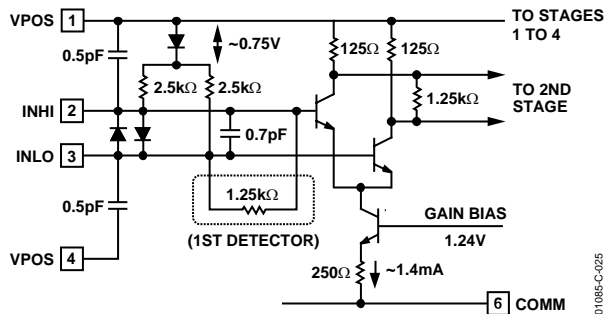 VPOS 1
TO STAGES
1 TO 4
~0.75V
0.5pF
125Ω
125Ω
2.5kΩ
2.5kΩ
TO 2ND
STAGE
1.25kΩ
INHI 2
0.7pF
INLO 3
1.25kΩ
0.5pF
(1ST DETECTOR)
GAIN BIAS
1.24V
VPOS 4
250Ω
~1.4mA
6 COMM
01085-C-025